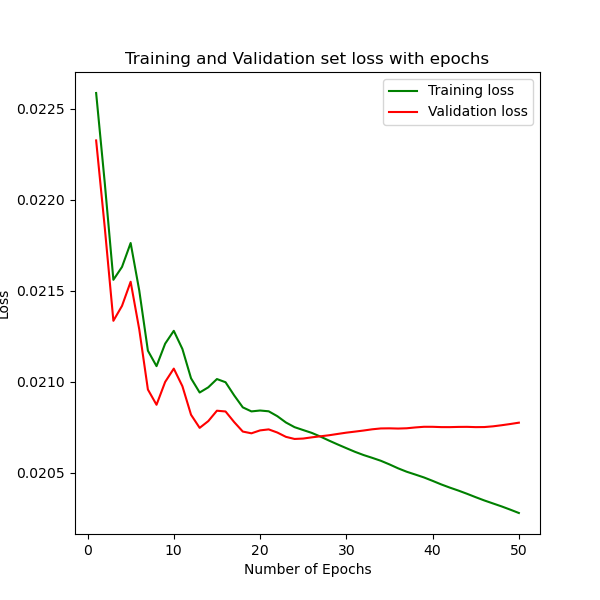 Training and Validation set loss with epochs
Training loss
Validation loss
0.0225
0.0220
0.0215
0.0210
0.0205
Loss
0
10
20
30
40
50
Number of Epochs